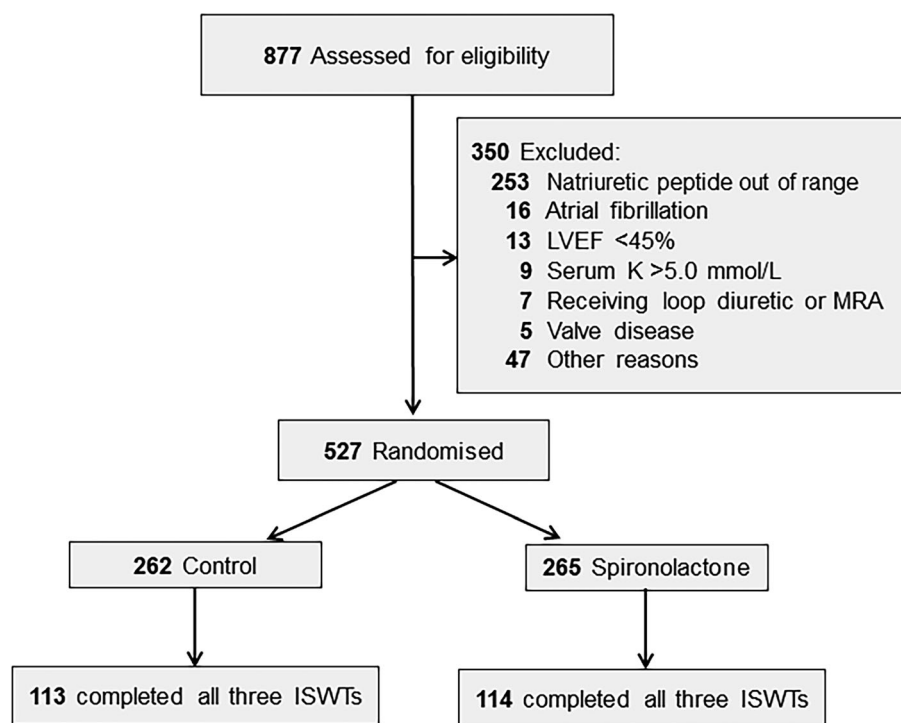 877 Assessed for eligibility
350 Excluded:
253 Natriuretic peptide out of range
16 Atrial fibrillation
13 LVEF <45%
9 Serum K >5.0 mmol/L
7 Receiving loop diuretic or MRA
5 Valve disease
47 Other reasons
527 Randomised
262 Control
265 Spironolactone
113 completed all three ISWTs
114 completed all three ISWTs